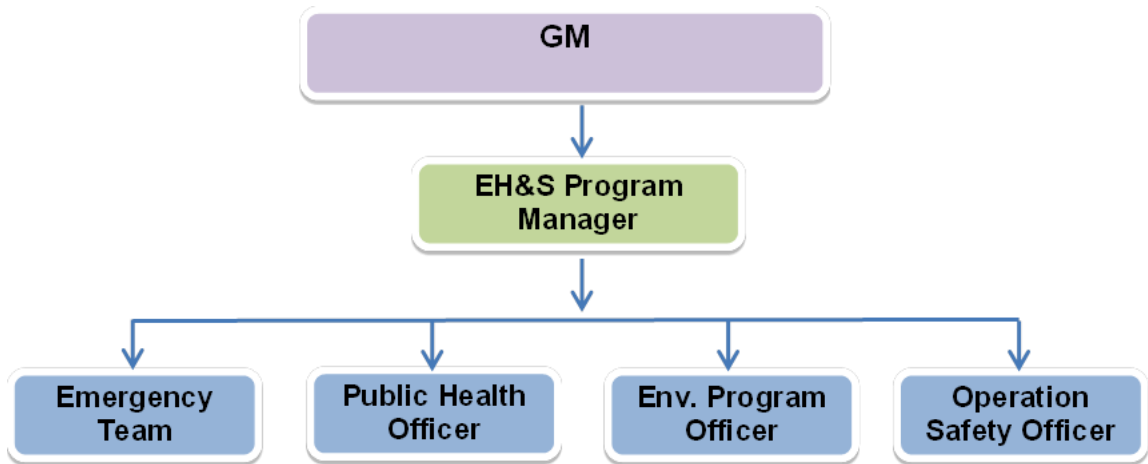 GM
EH&S Program
Manager
Emergency
Team
Public Health
Officer
Env. Program
Officer
Operation
Safety Officer